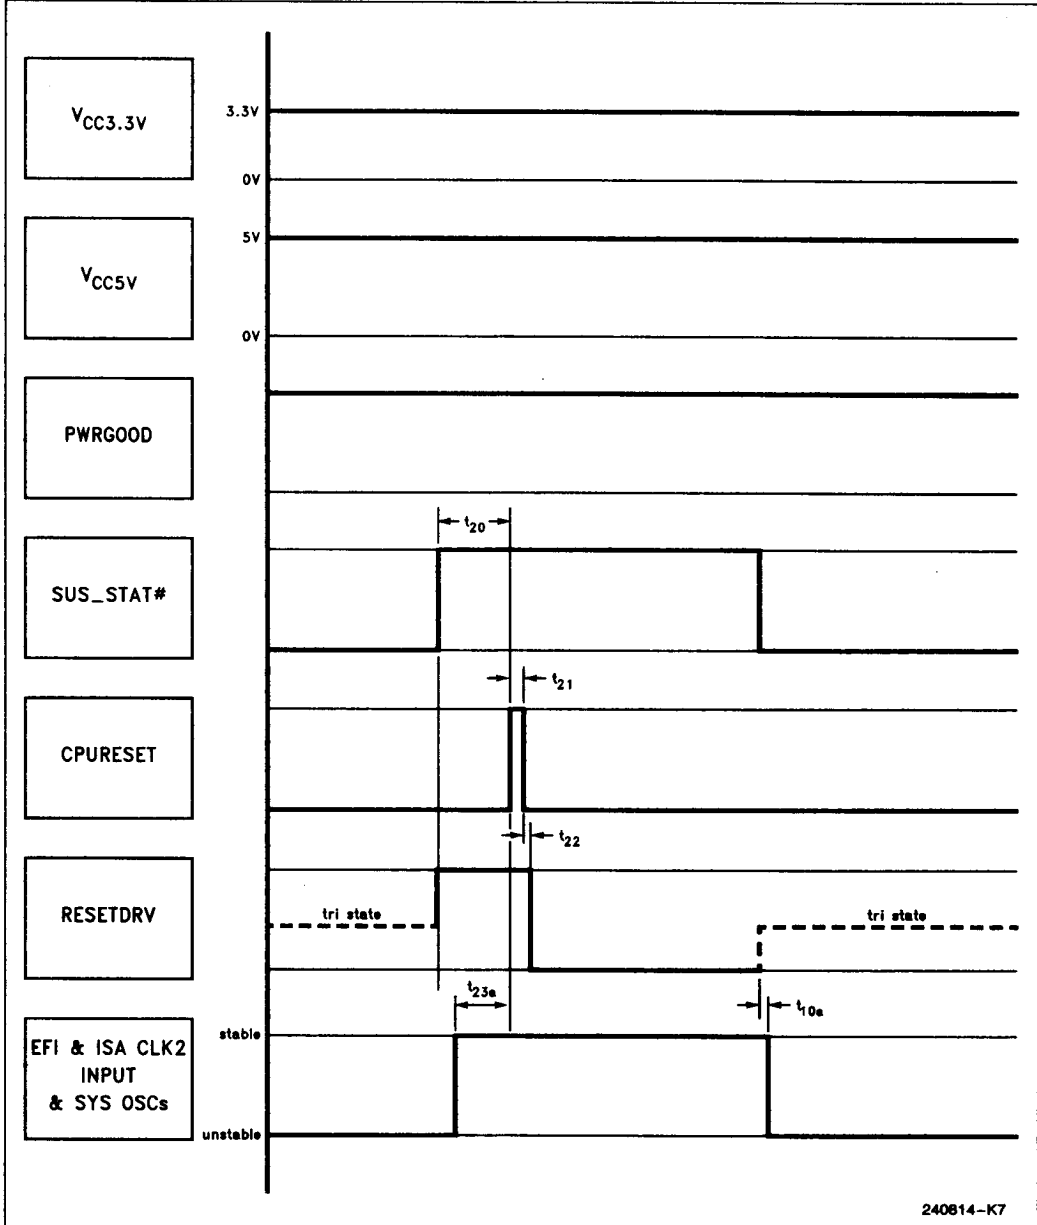 VCC3.3V
3.3V
0V
VCC5V
5V
0V
PWRGOOD
t20
SUS_STAT#
t21
CPURESET
t22
RESETDRV
tri state
tri state
t23a
t10a
EFI & ISA CLK2
INPUT
& SYS OSCs
stable
unstable
240814-K7